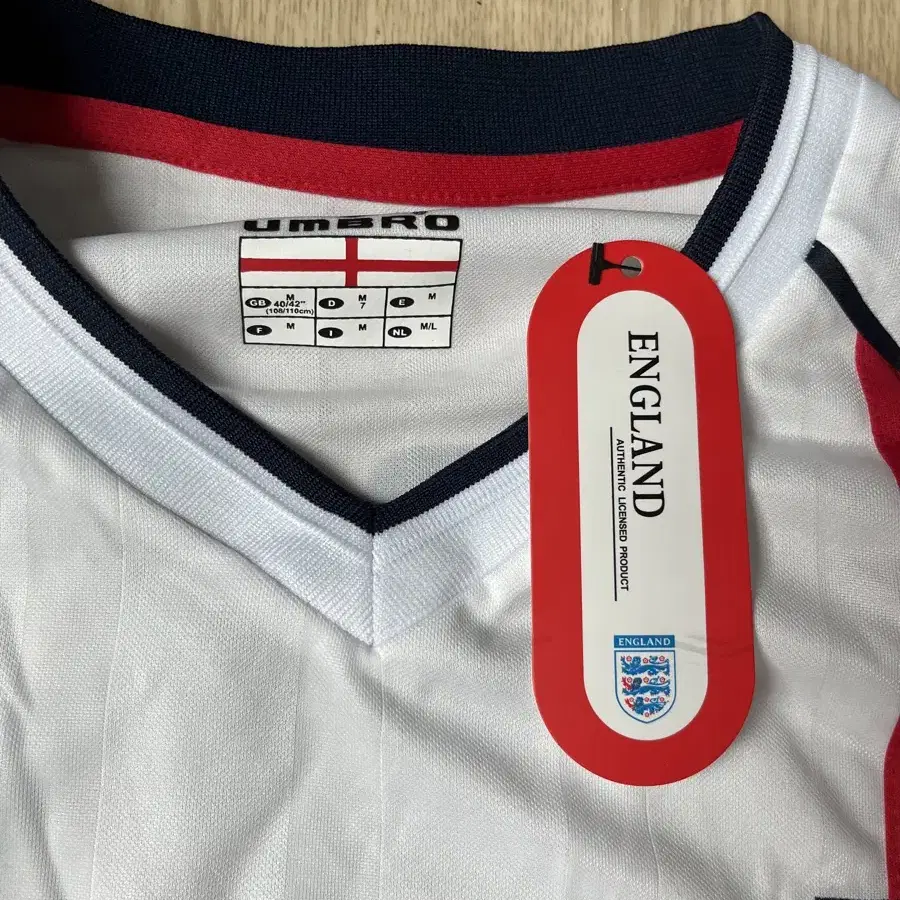 UMBRO
GB M 40/42" (106/110cm)
D M 7
E M
F M
I M
NL M/L
ENGLAND
AUTHENTIC LICENSED PRODUCT
ENGLAND